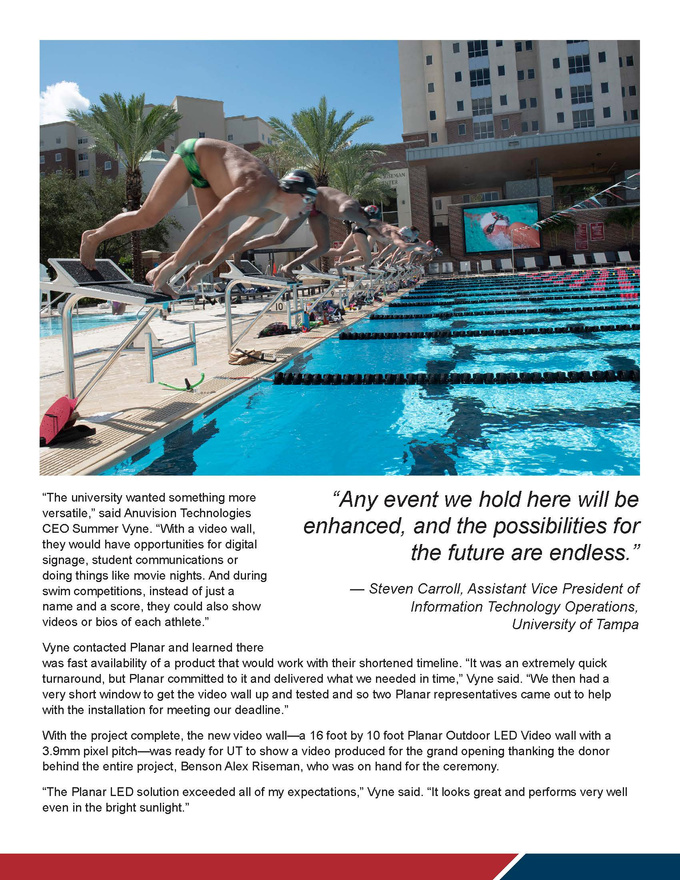 10
"The university wanted something more
versatile," said Anuvision Technologies
CEO Summer Vyne. "With a video wall,
they would have opportunities for digital
signage, student communications or
doing things like movie nights. And during
swim competitions, instead of just a
name and a score, they could also show
videos or bios of each athlete."
“Any event we hold here will be
enhanced, and the possibilities for
the future are endless.”
— Steven Carroll, Assistant Vice President of
Information Technology Operations,
University of Tampa
Vyne contacted Planar and learned there
was fast availability of a product that would work with their shortened timeline. "It was an extremely quick
turnaround, but Planar committed to it and delivered what we needed in time," Vyne said. "We then had a
very short window to get the video wall up and tested and so two Planar representatives came out to help
with the installation for meeting our deadline."
With the project complete, the new video wall—a 16 foot by 10 foot Planar Outdoor LED Video wall with a
3.9mm pixel pitch—was ready for UT to show a video produced for the grand opening thanking the donor
behind the entire project, Benson Alex Riseman, who was on hand for the ceremony.
"The Planar LED solution exceeded all of my expectations," Vyne said. "It looks great and performs very well
even in the bright sunlight."